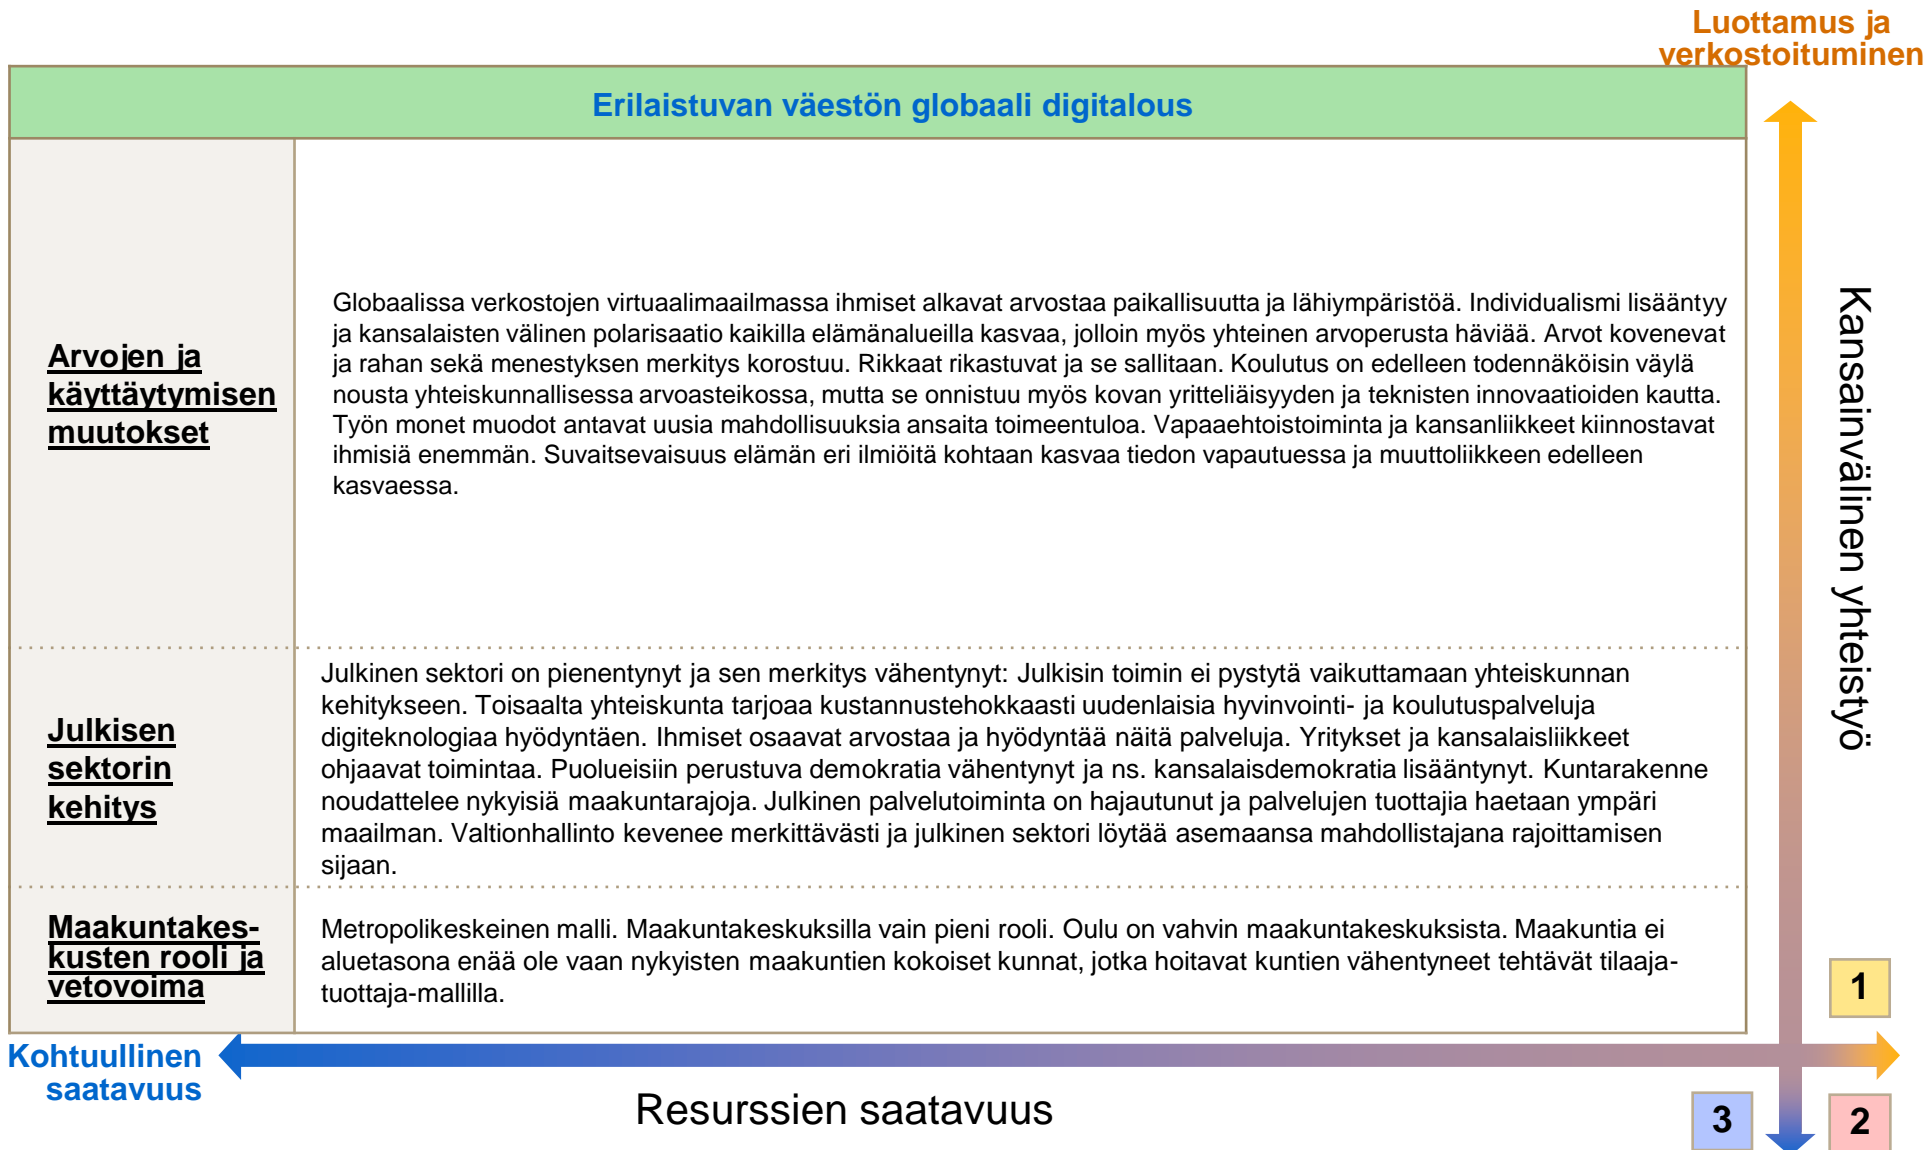 Luottamus ja
verkostoituminen
Erilaistuvan väestön globaali digitalous
Arvojen ja
käyttäytymisen
muutokset
Globaalissa verkostojen virtuaalimaailmassa ihmiset alkavat arvostaa paikallisuutta ja lähiympäristöä. Individualismi lisääntyy
ja kansalaisten välinen polarisaatio kaikilla elämänalueilla kasvaa, jolloin myös yhteinen arvoperusta häviää. Arvot kovenevat
ja rahan sekä menestyksen merkitys korostuu. Rikkaat rikastuvat ja se sallitaan. Koulutus on edelleen todennäköisin väylä
nousta yhteiskunnallisessa arvoasteikossa, mutta se onnistuu myös kovan yritteliäisyyden ja teknisten innovaatioiden kautta.
Työn monet muodot antavat uusia mahdollisuuksia ansaita toimeentuloa. Vapaaehtoistoiminta ja kansanliikkeet kiinnostavat
ihmisiä enemmän. Suvaitsevaisuus elämän eri ilmiöitä kohtaan kasvaa tiedon vapautuessa ja muuttoliikkeen edelleen
kasvaessa.
Julkisen
sektorin
kehitys
Julkinen sektori on pienentynyt ja sen merkitys vähentynyt: Julkisin toimin ei pystytä vaikuttamaan yhteiskunnan
kehitykseen. Toisaalta yhteiskunta tarjoaa kustannustehokkaasti uudenlaisia hyvinvointi- ja koulutuspalveluja
digiteknologiaa hyödyntäen. Ihmiset osaavat arvostaa ja hyödyntää näitä palveluja. Yritykset ja kansalaisliikkeet
ohjaavat toimintaa. Puolueisiin perustuva demokratia vähentynyt ja ns. kansalaisdemokratia lisääntynyt. Kuntarakenne
noudattelee nykyisiä maakuntarajoja. Julkinen palvelutoiminta on hajautunut ja palvelujen tuottajia haetaan ympäri
maailman. Valtionhallinto kevenee merkittävästi ja julkinen sektori löytää asemaansa mahdollistajana rajoittamisen
sijaan.
Maakuntakes-
kusten rooli ja
vetovoima
Metropolikeskeinen malli. Maakuntakeskuksilla vain pieni rooli. Oulu on vahvin maakuntakeskuksista. Maakuntia ei
aluetasona enää ole vaan nykyisten maakuntien kokoiset kunnat, jotka hoitavat kuntien vähentyneet tehtävät tilaaja-
tuottaja-mallilla.
Kansainvälinen yhteistyö
1
Kohtuullinen
saatavuus
Resurssien saatavuus
3
2